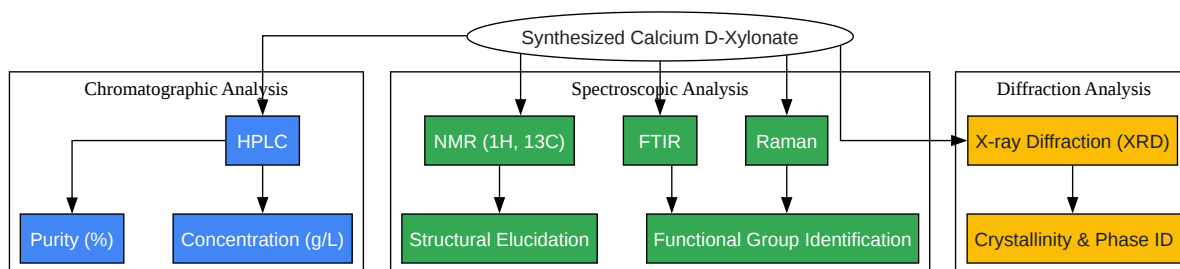 Synthesized Calcium D-Xylonate
Chromatographic Analysis
Spectroscopic Analysis
Diffraction Analysis
HPLC
NMR (1H, 13C)
FTIR
Raman
X-ray Diffraction (XRD)
Purity (%)
Concentration (g/L)
Structural Elucidation
Functional Group Identification
Crystallinity & Phase ID